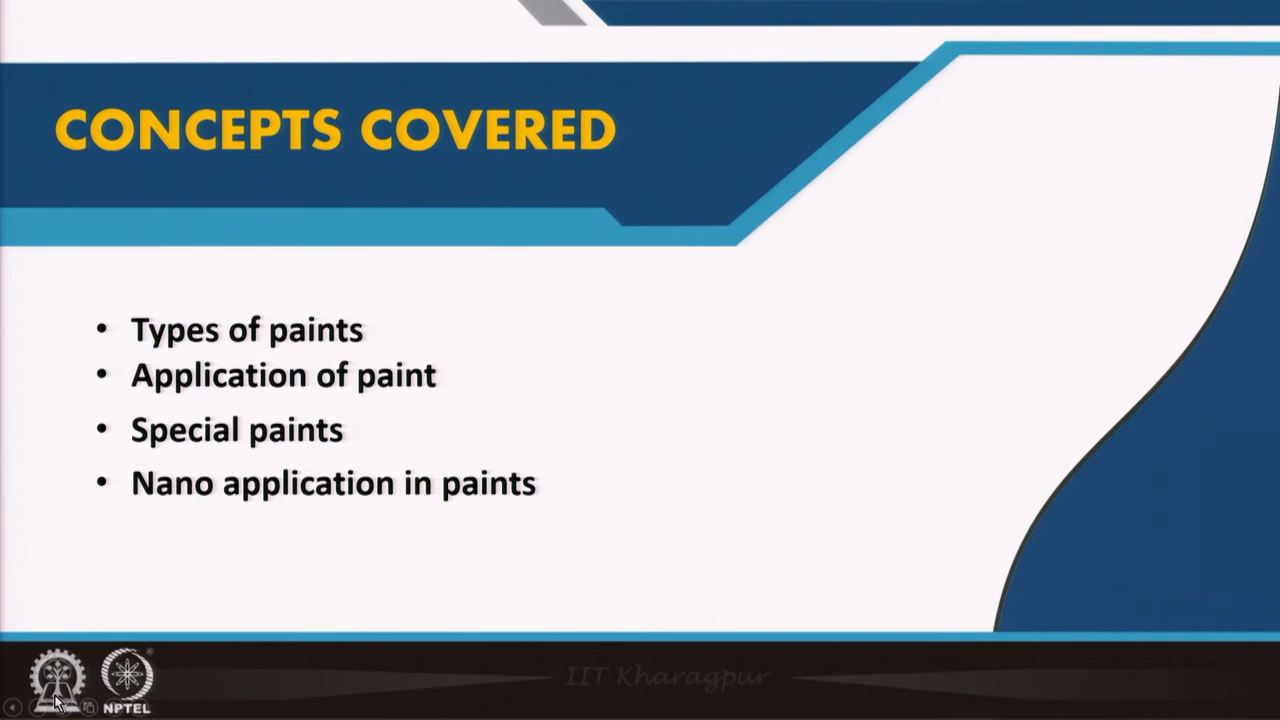 CONCEPTS COVERED
• Types of paints
• Application of paint
• Special paints
• Nano application in paints
IIT Kharagpur
®
NPTEL